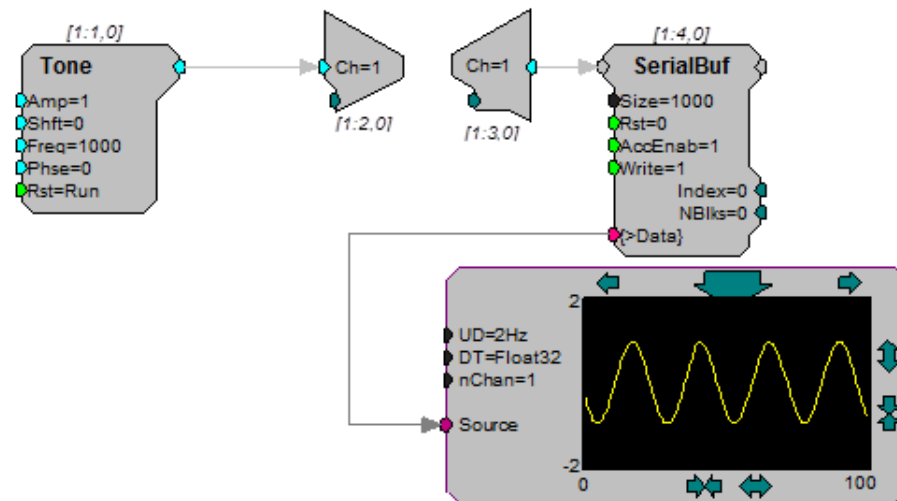 [1:1,0]
Tone
Amp=1
Shft=0
Freq=1000
Phse=0
Rst=Run
Ch=1
[1:2,0]
Ch=1
[1:3,0]
[1:4,0]
SerialBuf
Size=1000
Rst=0
AccEnab=1
Write=1
Index=0
NBlks=0
{>Data}
UD=2Hz
DT=Float32
nChan=1
Source
2
-2
0
100